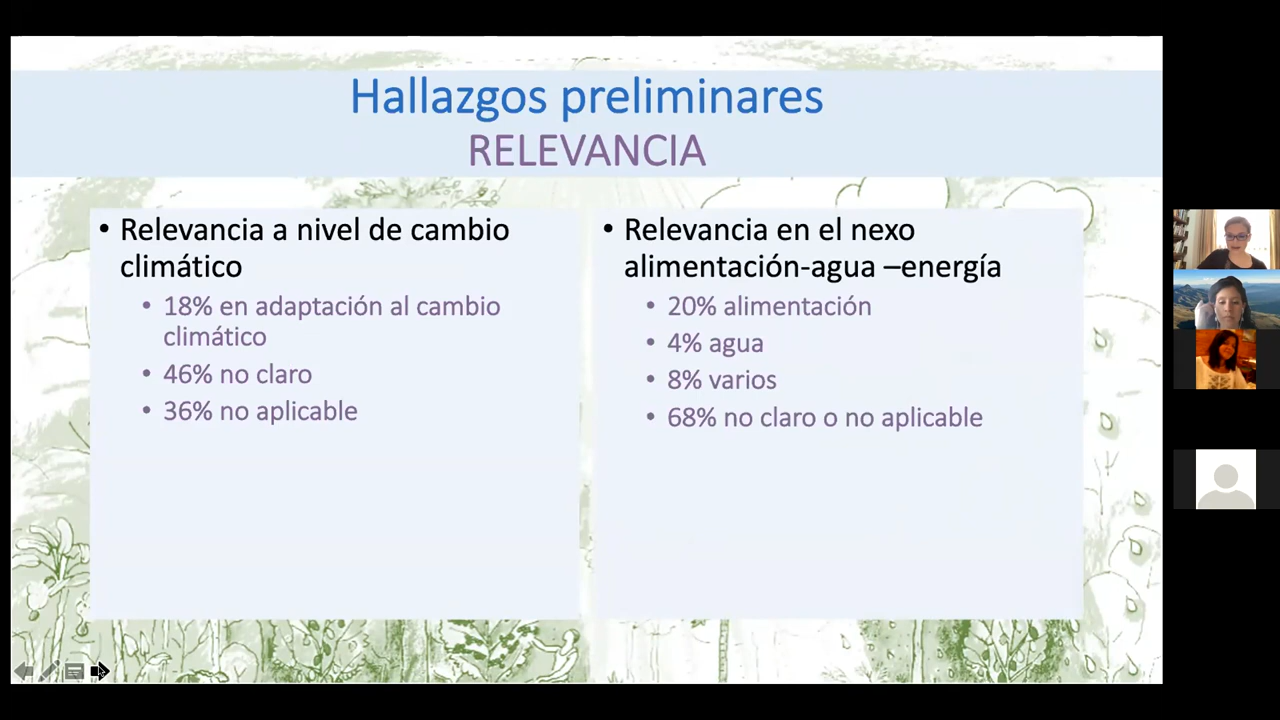 Hallazgos preliminares
RELEVANCIA
• Relevancia a nivel de cambio
climático
• 18% en adaptación al cambio
climático
• 46% no claro
• 36% no aplicable
• Relevancia en el nexo
alimentación-agua –energía
• 20% alimentación
• 4% agua
• 8% varios
• 68% no claro o no aplicable